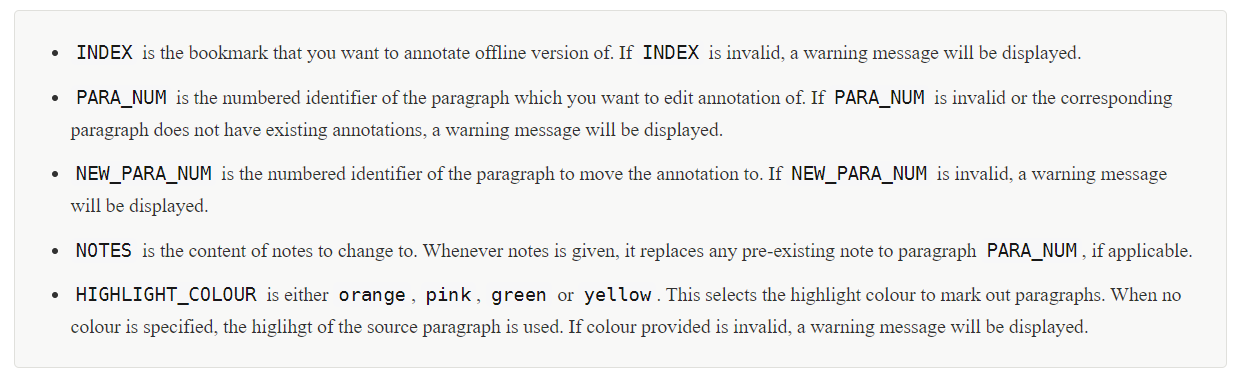 • INDEX is the bookmark that you want to annotate offline version of. If INDEX is invalid, a warning message will be displayed.
• PARA_NUM is the numbered identifier of the paragraph which you want to edit annotation of. If PARA_NUM is invalid or the corresponding
paragraph does not have existing annotations, a warning message will be displayed.
• NEW_PARA_NUM is the numbered identifier of the paragraph to move the annotation to. If NEW_PARA_NUM is invalid, a warning message
will be displayed.
• NOTES is the content of notes to change to. Whenever notes is given, it replaces any pre-existing note to paragraph PARA_NUM, if applicable.
• HIGHLIGHT_COLOUR is either orange, pink, green or yellow. This selects the highlight colour to mark out paragraphs. When no
colour is specified, the higlihgt of the source paragraph is used. If colour provided is invalid, a warning message will be displayed.